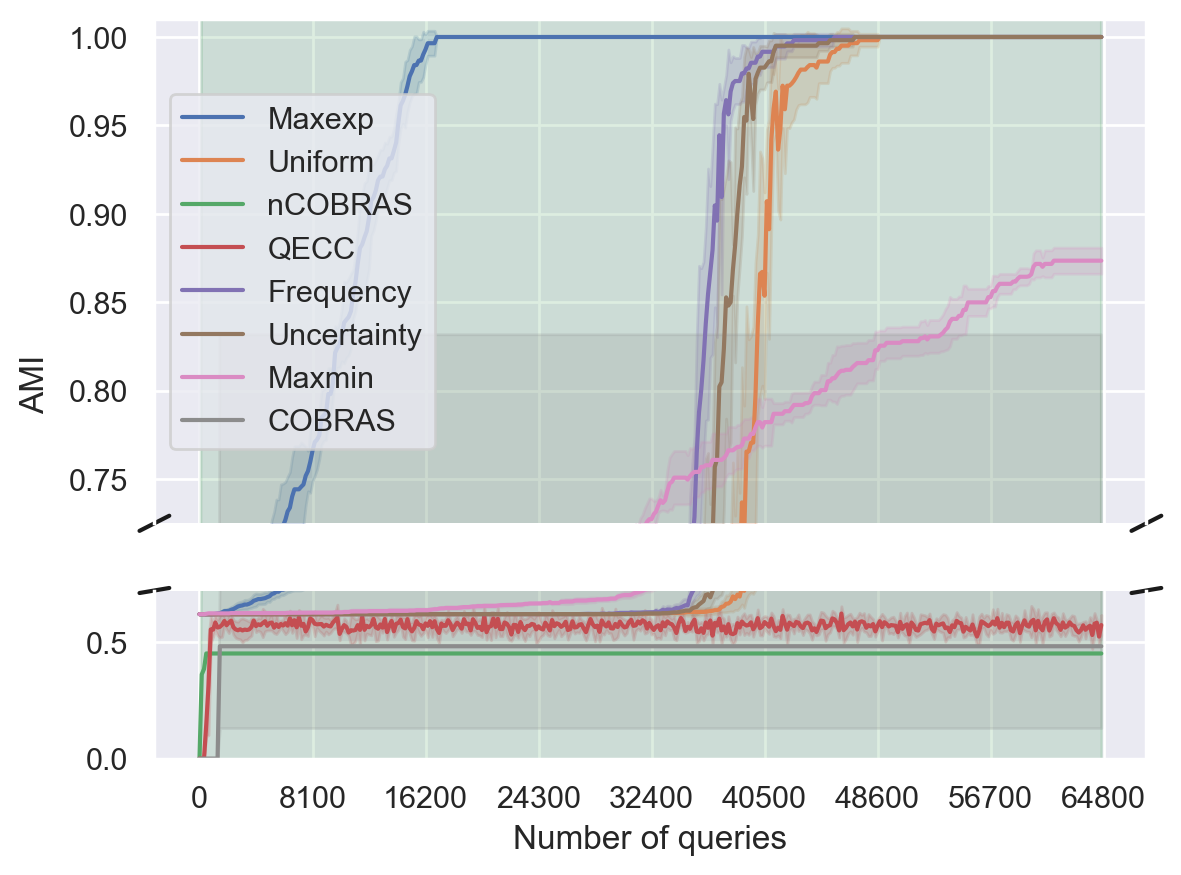 1.00
0.95
0.90
0.85
0.80
0.75
AMI
Maxexp
Uniform
nCOBRAS
QECC
Frequency
Uncertainty
Maxmin
COBRAS
0.5
0.0
0 8100 16200 24300 32400 40500 48600 56700 64800
Number of queries